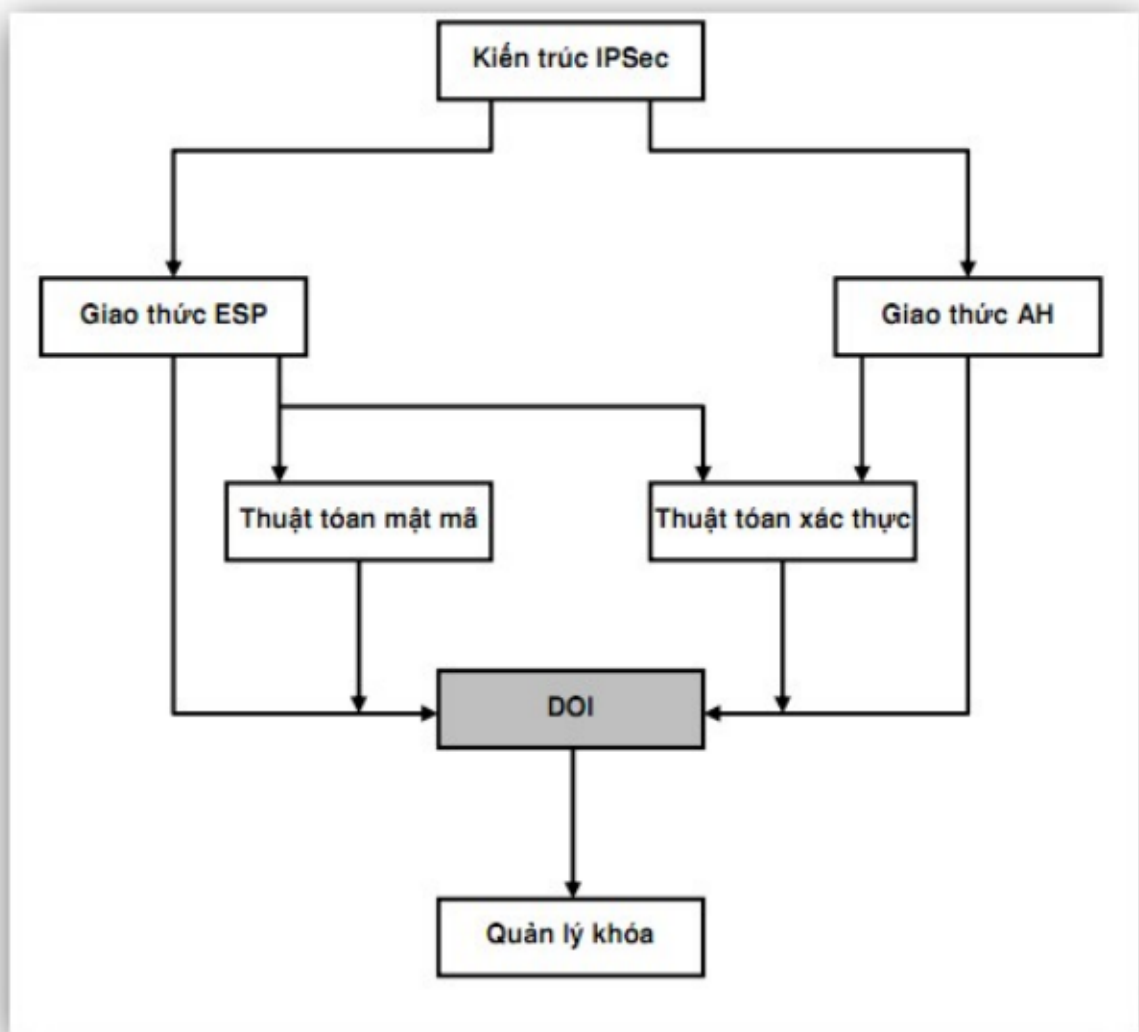 Kiến trúc IPSec
Giao thức ESP
Giao thức AH
Thuật tóan mật mã
Thuật tóan xác thực
DOI
Quản lý khóa